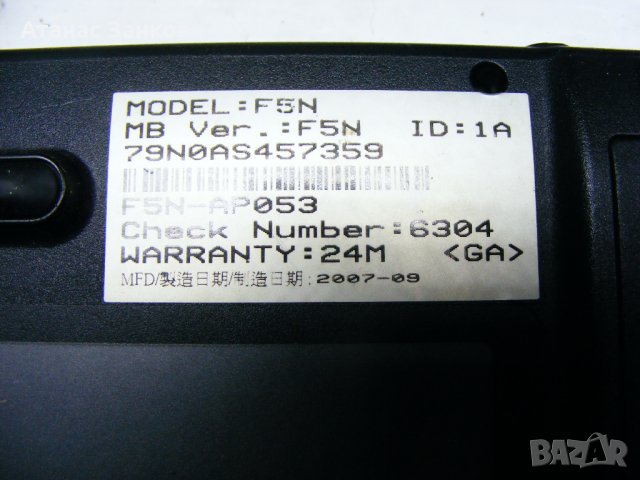 Атанас Занков
MODEL:F5N
MB Ver.:F5N ID:1A
79N0AS457359
F5N-AP053
Check Number:6304
WARRANTY:24M <GA>
MFD/製造日期/制造日期:2007-09
BAZAR